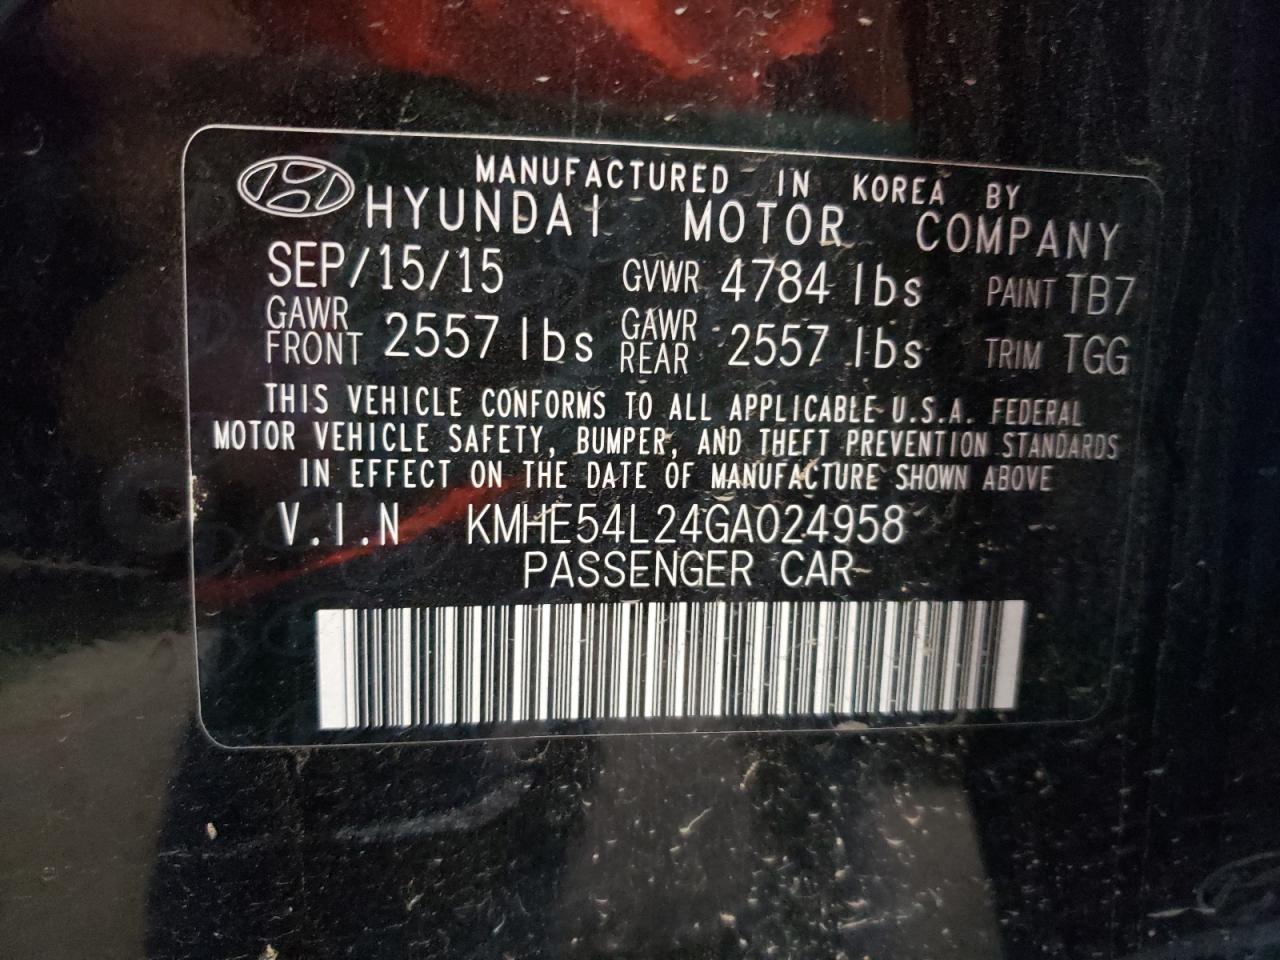 MANUFACTURED IN KOREA BY
HYUNDAI MOTOR COMPANY
SEP/15/15 GVWR 4784 lbs PAINT TB7
GAWR FRONT 2557 lbs GAWR REAR 2557 lbs TRIM TGG
THIS VEHICLE CONFORMS TO ALL APPLICABLE U.S.A. FEDERAL
MOTOR VEHICLE SAFETY, BUMPER, AND THEFT PREVENTION STANDARDS
IN EFFECT ON THE DATE OF MANUFACTURE SHOWN ABOVE
V.I.N KMHE54L24GA024958
PASSENGER CAR